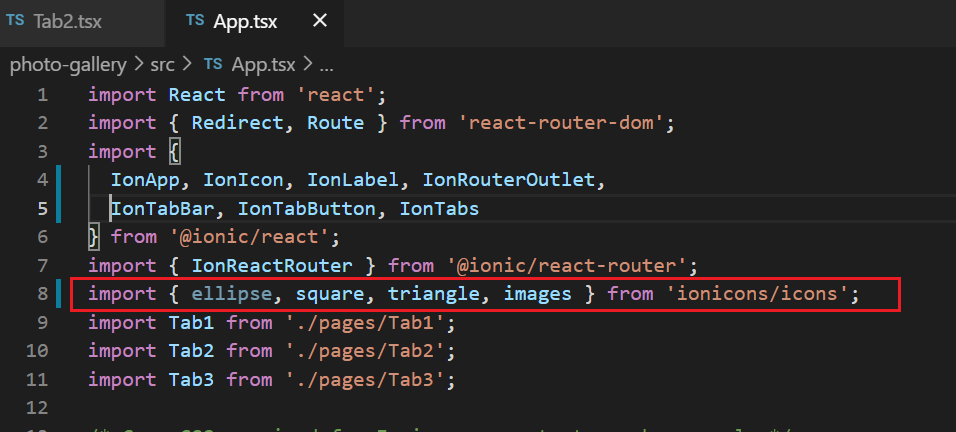 TS Tab2.tsx TS App.tsx ×
photo-gallery > src > TS App.tsx > ...
1 import React from 'react';
2 import { Redirect, Route } from 'react-router-dom';
3 import {
4 IonApp, IonIcon, IonLabel, IonRouterOutlet,
5 IonTabBar, IonTabButton, IonTabs
6 } from '@ionic/react';
7 import { IonReactRouter } from '@ionic/react-router';
8 import { ellipse, square, triangle, images } from 'ionicons/icons';
9 import Tab1 from './pages/Tab1';
10 import Tab2 from './pages/Tab2';
11 import Tab3 from './pages/Tab3';
12